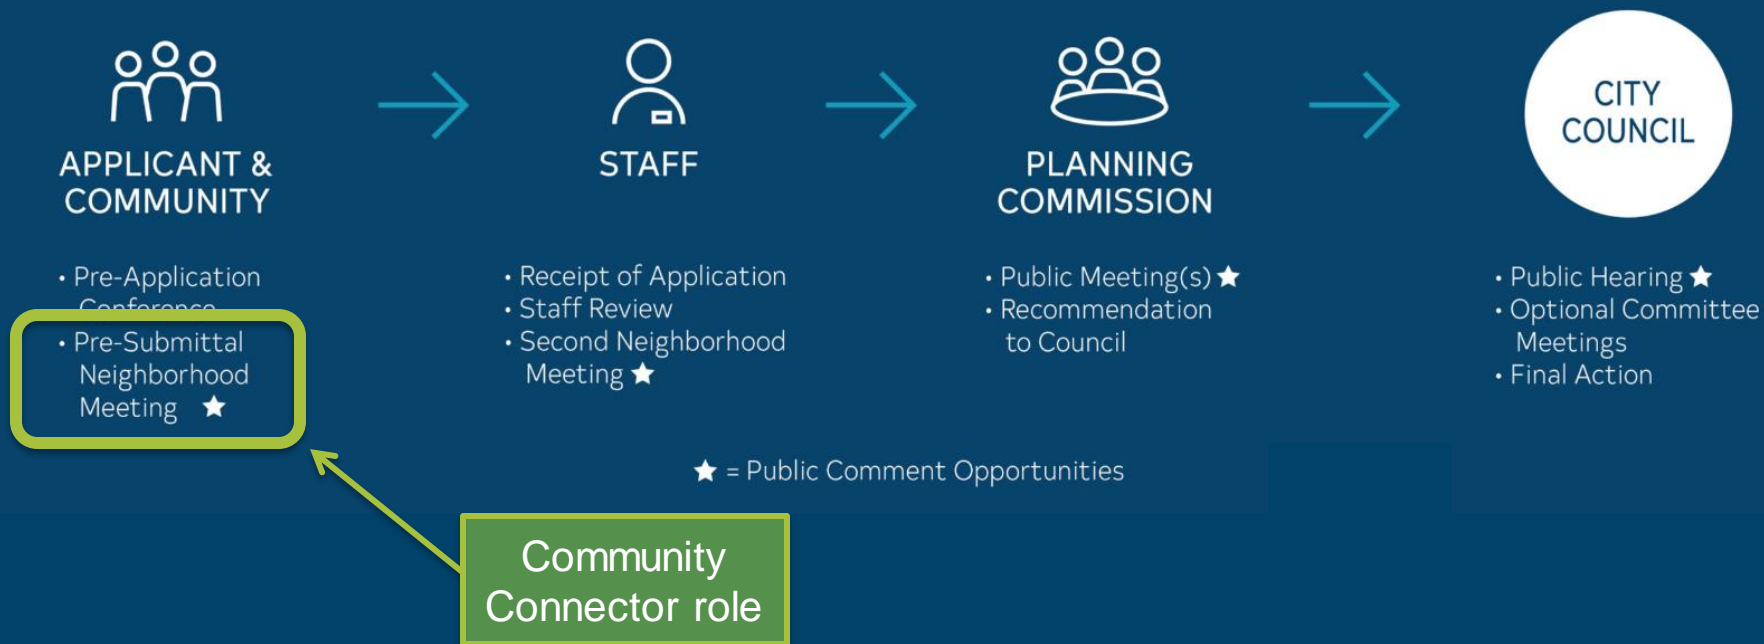 APPLICANT &
COMMUNITY
• Pre-Application
Conference
• Pre-Submittal
Neighborhood
Meeting ★
STAFF
• Receipt of Application
• Staff Review
• Second Neighborhood
Meeting ★
PLANNING
COMMISSION
• Public Meeting(s) ★
• Recommendation
to Council
CITY
COUNCIL
• Public Hearing ★
• Optional Committee
Meetings
• Final Action
★ = Public Comment Opportunities
Community
Connector role